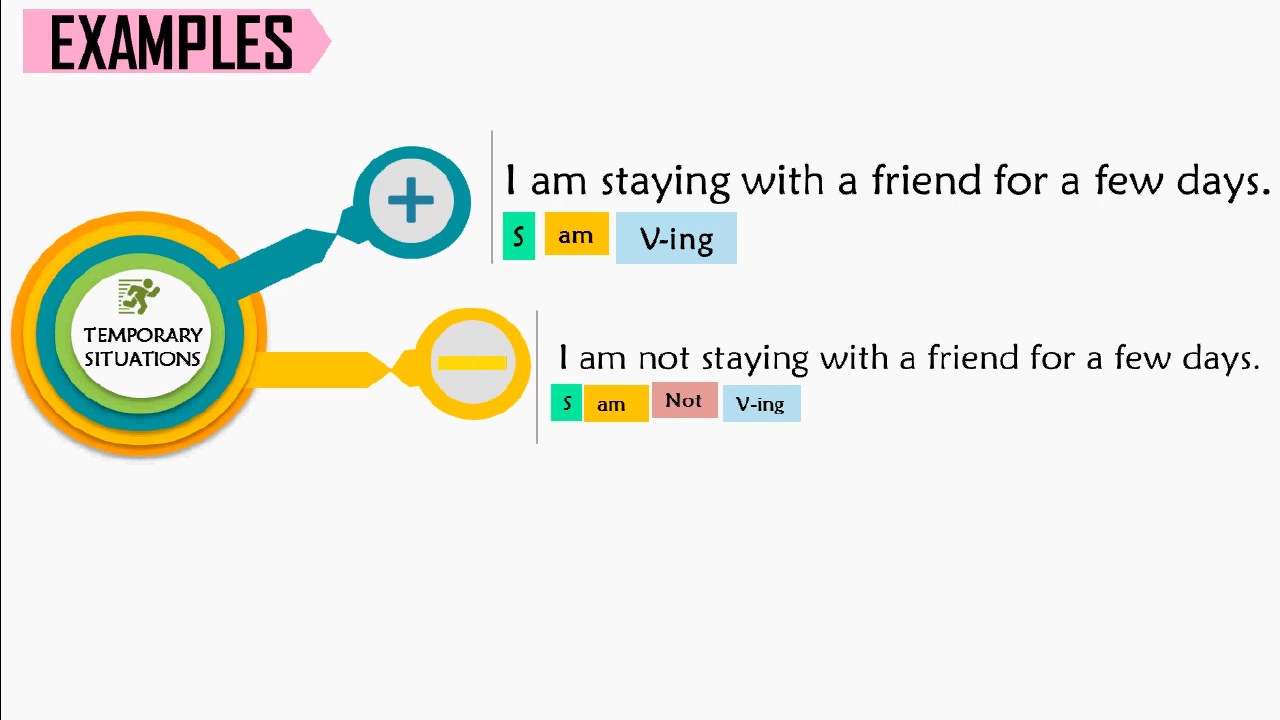 EXAMPLES
I am staying with a friend for a few days.
S am V-ing
TEMPORARY
SITUATIONS
I am not staying with a friend for a few days.
S am Not V-ing